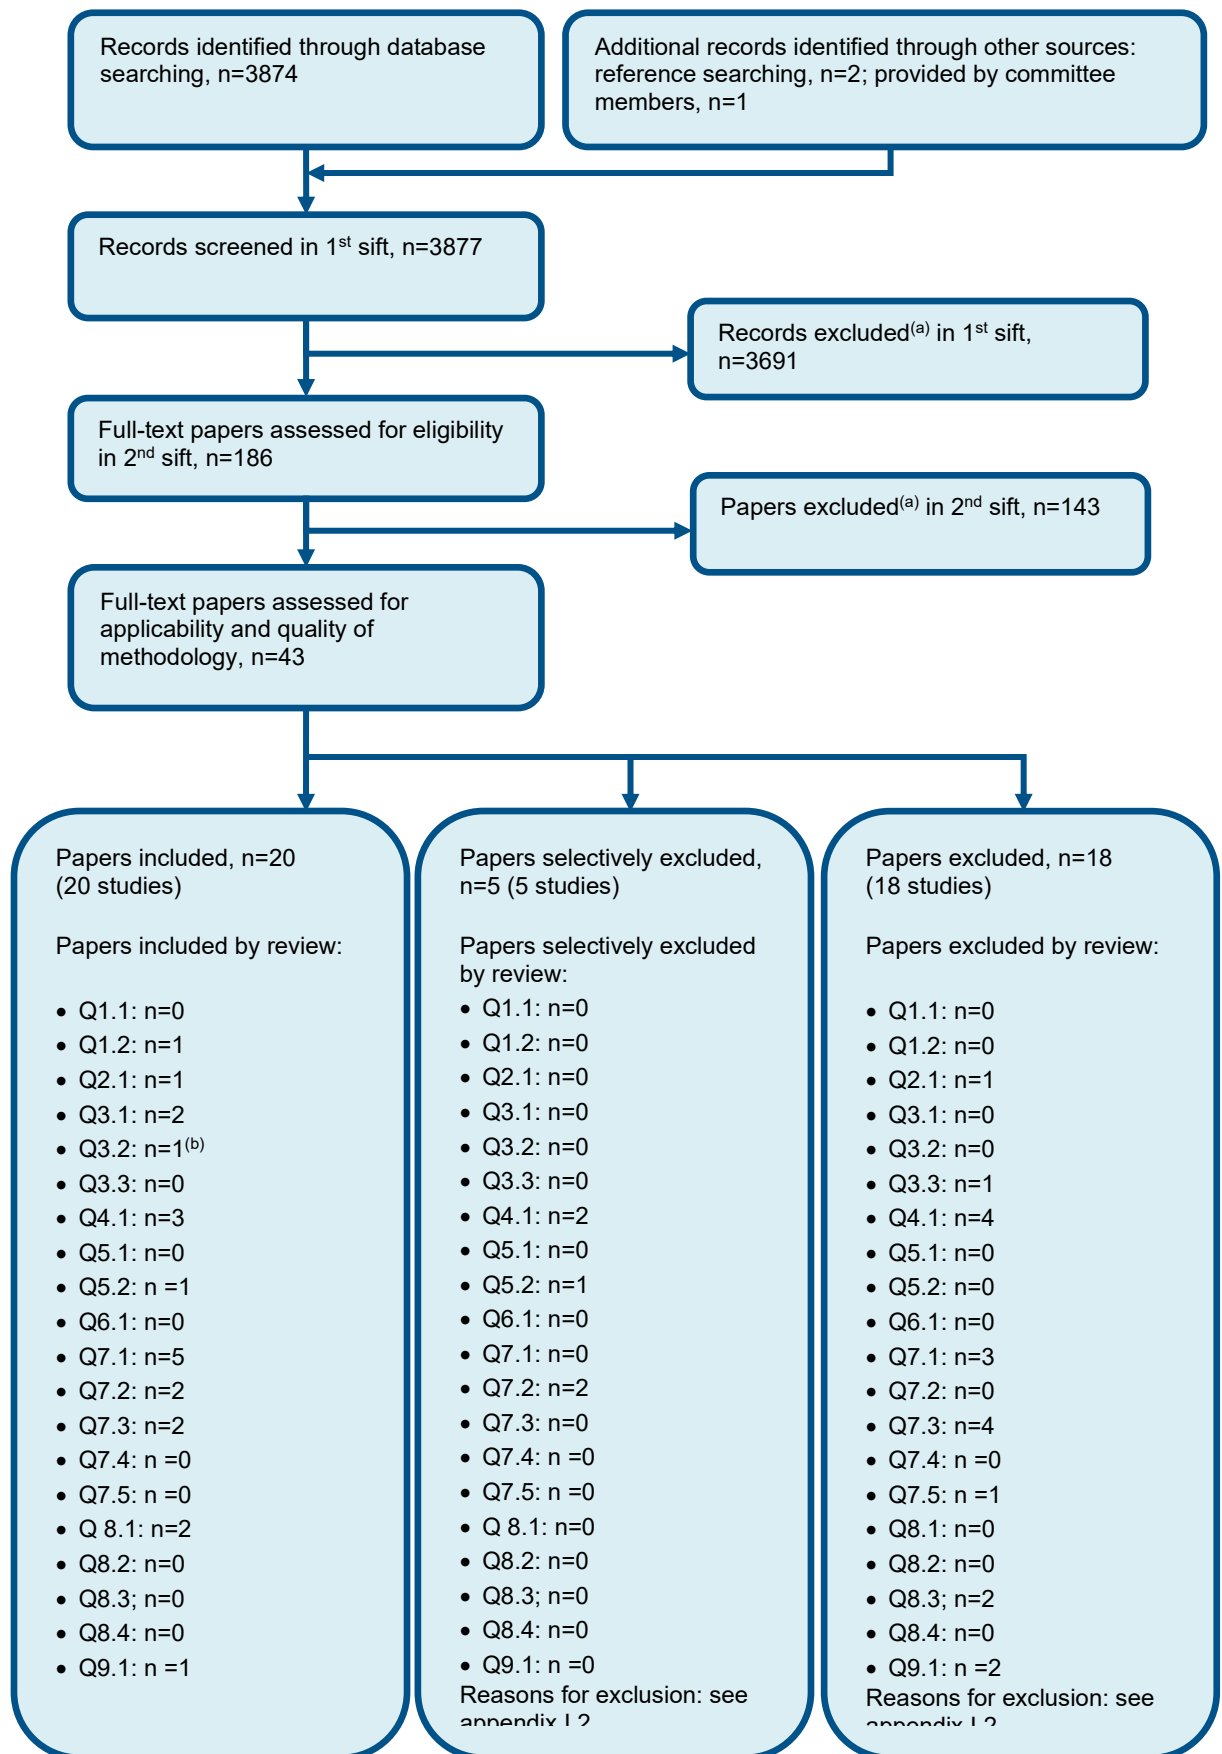 Records identified through database
searching, n=3874
Additional records identified through other sources:
reference searching, n=2; provided by committee
members, n=1
Records screened in 1st sift, n=3877
Records excluded(a) in 1st sift,
n=3691
Full-text papers assessed for eligibility
in 2nd sift, n=186
Papers excluded(a) in 2nd sift, n=143
Full-text papers assessed for
applicability and quality of
methodology, n=43
Papers included, n=20
(20 studies)
Papers included by review:
• Q1.1: n=0
• Q1.2: n=1
• Q2.1: n=1
• Q3.1: n=2
• Q3.2: n=1(b)
• Q3.3: n=0
• Q4.1: n=3
• Q5.1: n=0
• Q5.2: n =1
• Q6.1: n=0
• Q7.1: n=5
• Q7.2: n=2
• Q7.3: n=2
• Q7.4: n =0
• Q7.5: n =0
• Q 8.1: n=2
• Q8.2: n=0
• Q8.3; n=0
• Q8.4: n=0
• Q9.1: n =1
Papers selectively excluded,
n=5 (5 studies)
Papers selectively excluded
by review:
• Q1.1: n=0
• Q1.2: n=0
• Q2.1: n=0
• Q3.1: n=0
• Q3.2: n=0
• Q3.3: n=0
• Q4.1: n=2
• Q5.1: n=0
• Q5.2: n=1
• Q6.1: n=0
• Q7.1: n=0
• Q7.2: n=2
• Q7.3: n=0
• Q7.4: n =0
• Q7.5: n =0
• Q 8.1: n=0
• Q8.2: n=0
• Q8.3; n=0
• Q8.4: n=0
• Q9.1: n =0
Reasons for exclusion: see
appendix
Papers excluded, n=18
(18 studies)
Papers excluded by review:
• Q1.1: n=0
• Q1.2: n=0
• Q2.1: n=1
• Q3.1: n=0
• Q3.2: n=0
• Q3.3: n=1
• Q4.1: n=4
• Q5.1: n=0
• Q5.2: n=0
• Q6.1: n=0
• Q7.1: n=3
• Q7.2: n=0
• Q7.3: n=4
• Q7.4: n =0
• Q7.5: n =1
• Q8.1: n=0
• Q8.2: n=0
• Q8.3; n=2
• Q8.4: n=0
• Q9.1: n =2
Reasons for exclusion: see
appendix